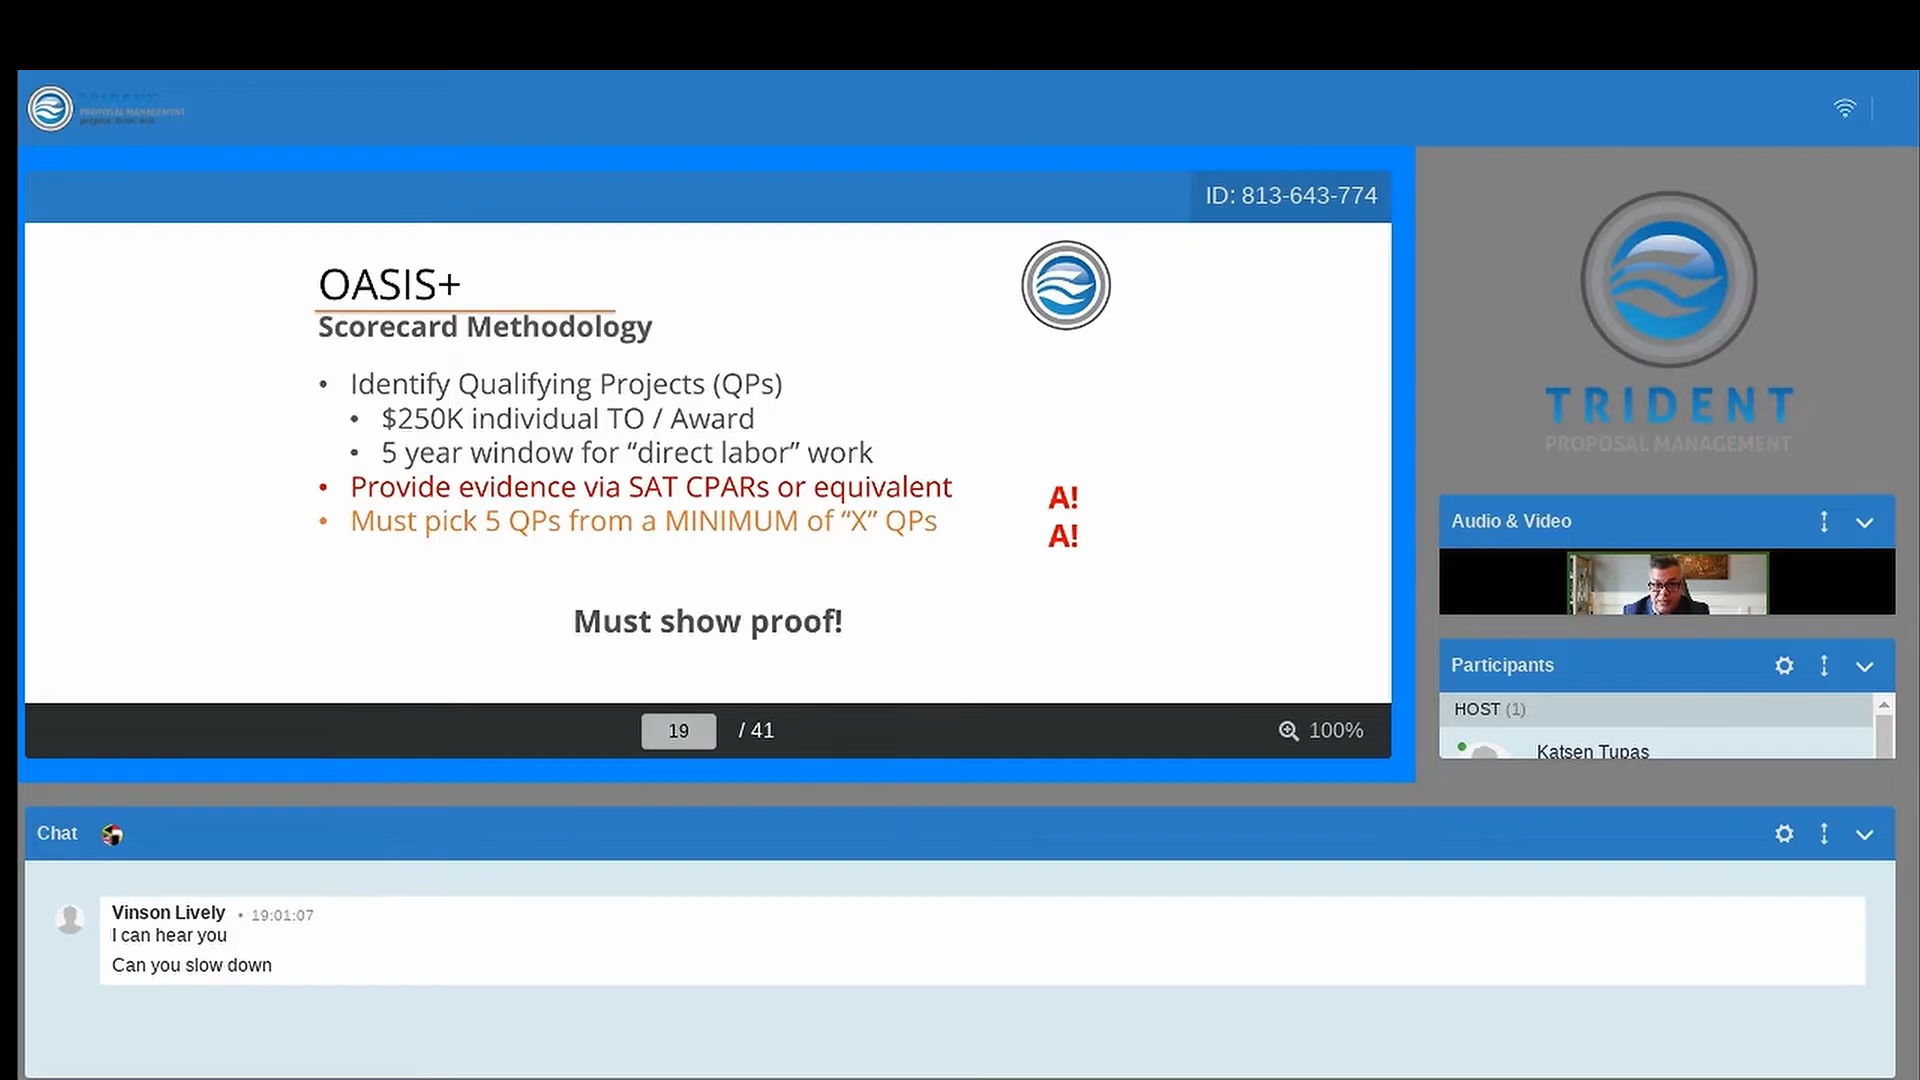 PROPOSAL MANAGEMENT
ID: 813-643-774
OASIS+
Scorecard Methodology
• Identify Qualifying Projects (QPs)
• $250K individual TO / Award
• 5 year window for “direct labor” work
• Provide evidence via SAT CPARs or equivalent
A!
• Must pick 5 QPs from a MINIMUM of “X” QPs
A!
Must show proof!
19 / 41
100%
TRIDENT
PROPOSAL MANAGEMENT
Audio & Video
Participants
HOST (1)
Katsen Tupas
Chat
Vinson Lively • 19:01:07
I can hear you
Can you slow down